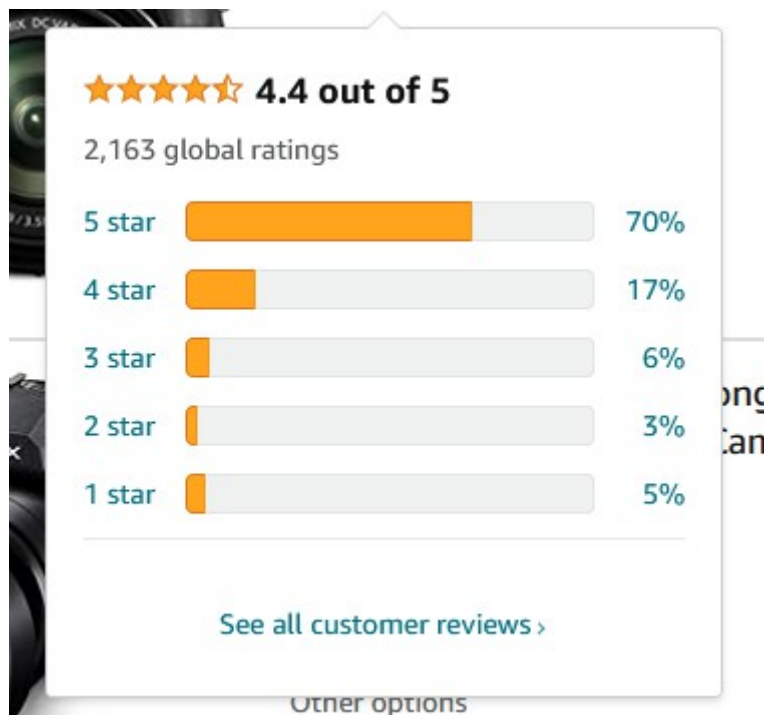 4.4 out of 5
2,163 global ratings
5 star 70%
4 star 17%
3 star 6%
2 star 3%
1 star 5%
See all customer reviews ›
Other options